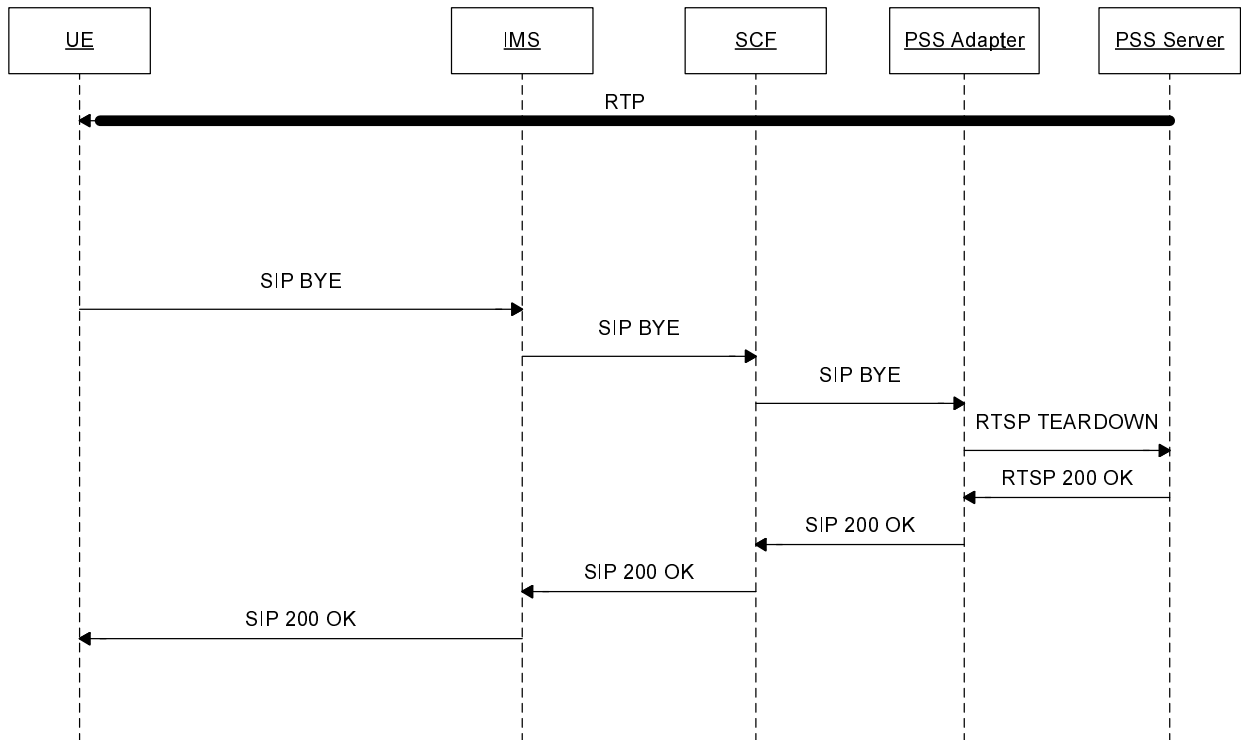 UE
IMS
SCF
PSS Adapter
PSS Server
RTP
SIP BYE
SIP BYE
SIP BYE
RTSP TEARDOWN
RTSP 200 OK
SIP 200 OK
SIP 200 OK
SIP 200 OK